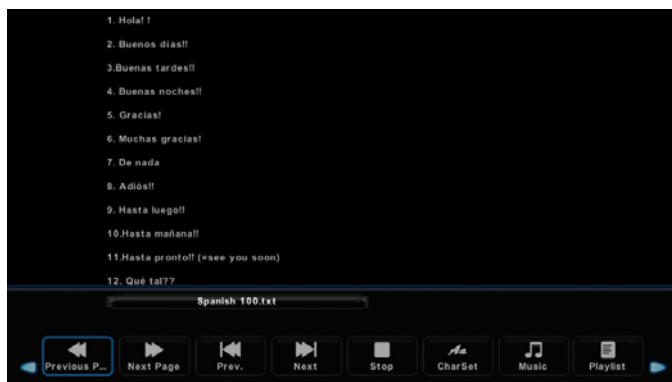 1. Hola! !
2. Buenos dias!!
3.Buenas tardes!!
4. Buenas noches!!
5. Gracias!
6. Muchas gracias!
7. De nada
8. Adiós!!
9. Hasta luego!!
10.Hasta mañana!!
11.Hasta pronto!! (=see you soon)
12. Qué tal??
Spanish 100.txt
Previous P... Next Page Prev. Next Stop CharSet Music Playlist